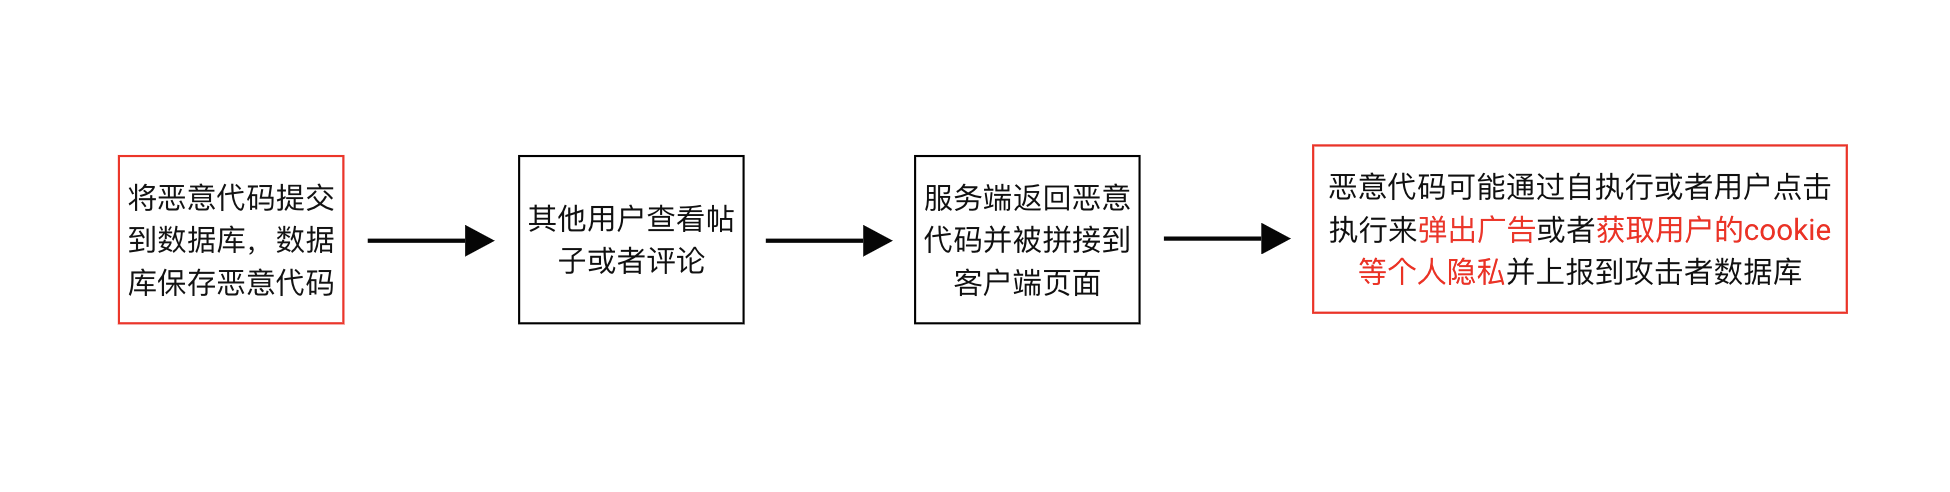 将恶意代码提交
到数据库，数据
库保存恶意代码
其他用户查看帖
子或者评论
服务端返回恶意
代码并被拼接到
客户端页面
恶意代码可能通过自执行或者用户点击
执行来弹出广告或者获取用户的cookie
等个人隐私并上报到攻击者数据库